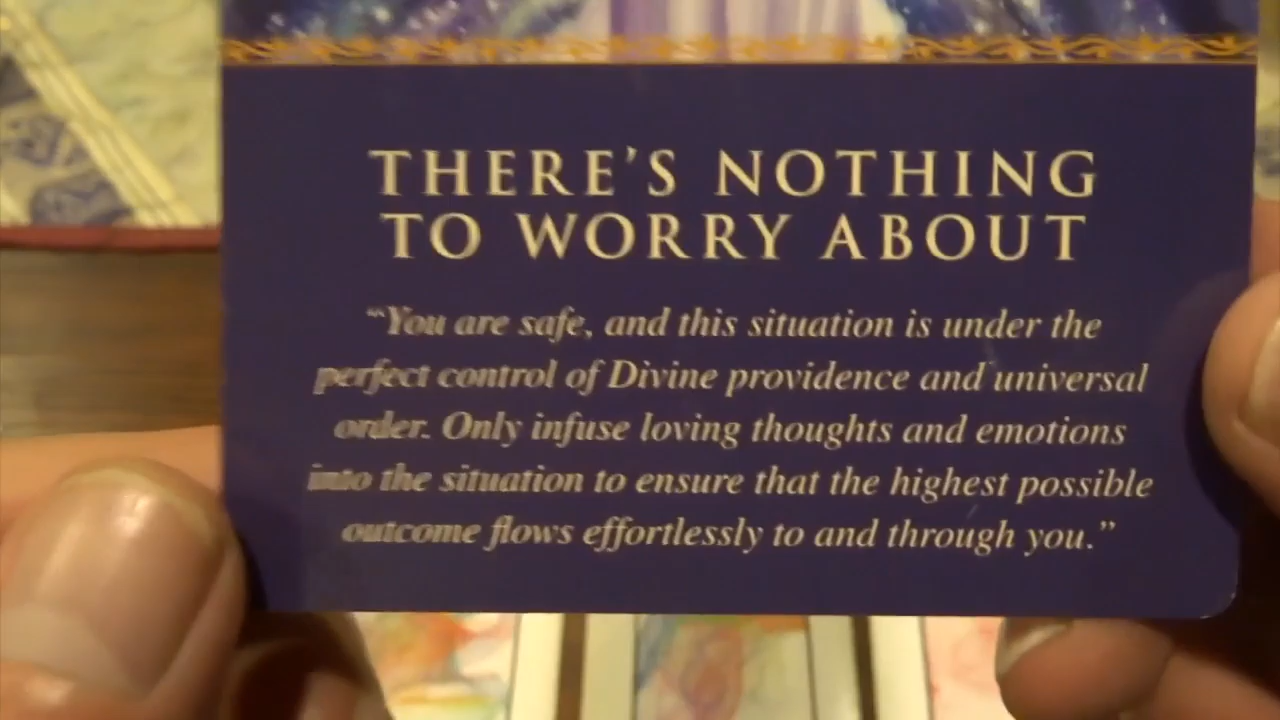 THERE'S NOTHING
TO WORRY ABOUT
“You are safe, and this situation is under the
perfect control of Divine providence and universal
order. Only infuse loving thoughts and emotions
into the situation to ensure that the highest possible
outcome flows effortlessly to and through you.”